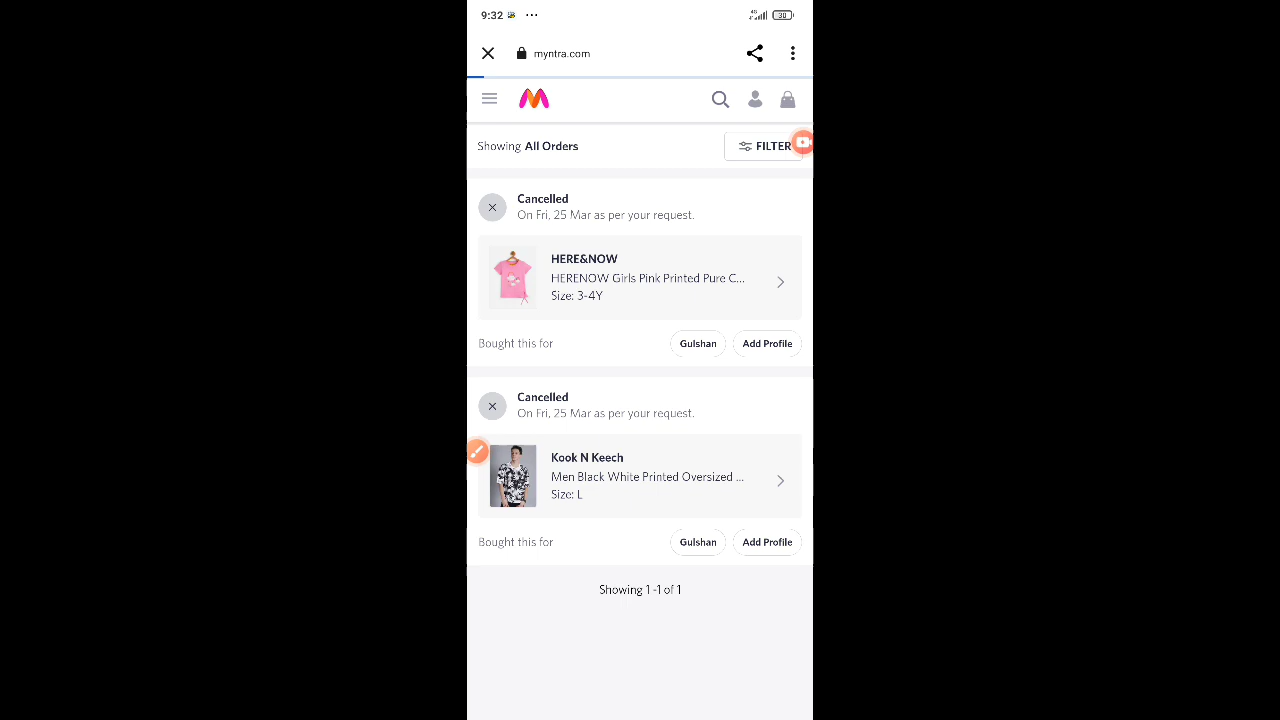 9:32 ...
4G 30
myntra.com
Showing All Orders
FILTER
Cancelled
On Fri, 25 Mar as per your request.
HERE&NOW
HERENOW Girls Pink Printed Pure C...
Size: 3-4Y
Bought this for Gulshan Add Profile
Cancelled
On Fri, 25 Mar as per your request.
Kook N Keech
Men Black White Printed Oversized ...
Size: L
Bought this for Gulshan Add Profile
Showing 1 -1 of 1